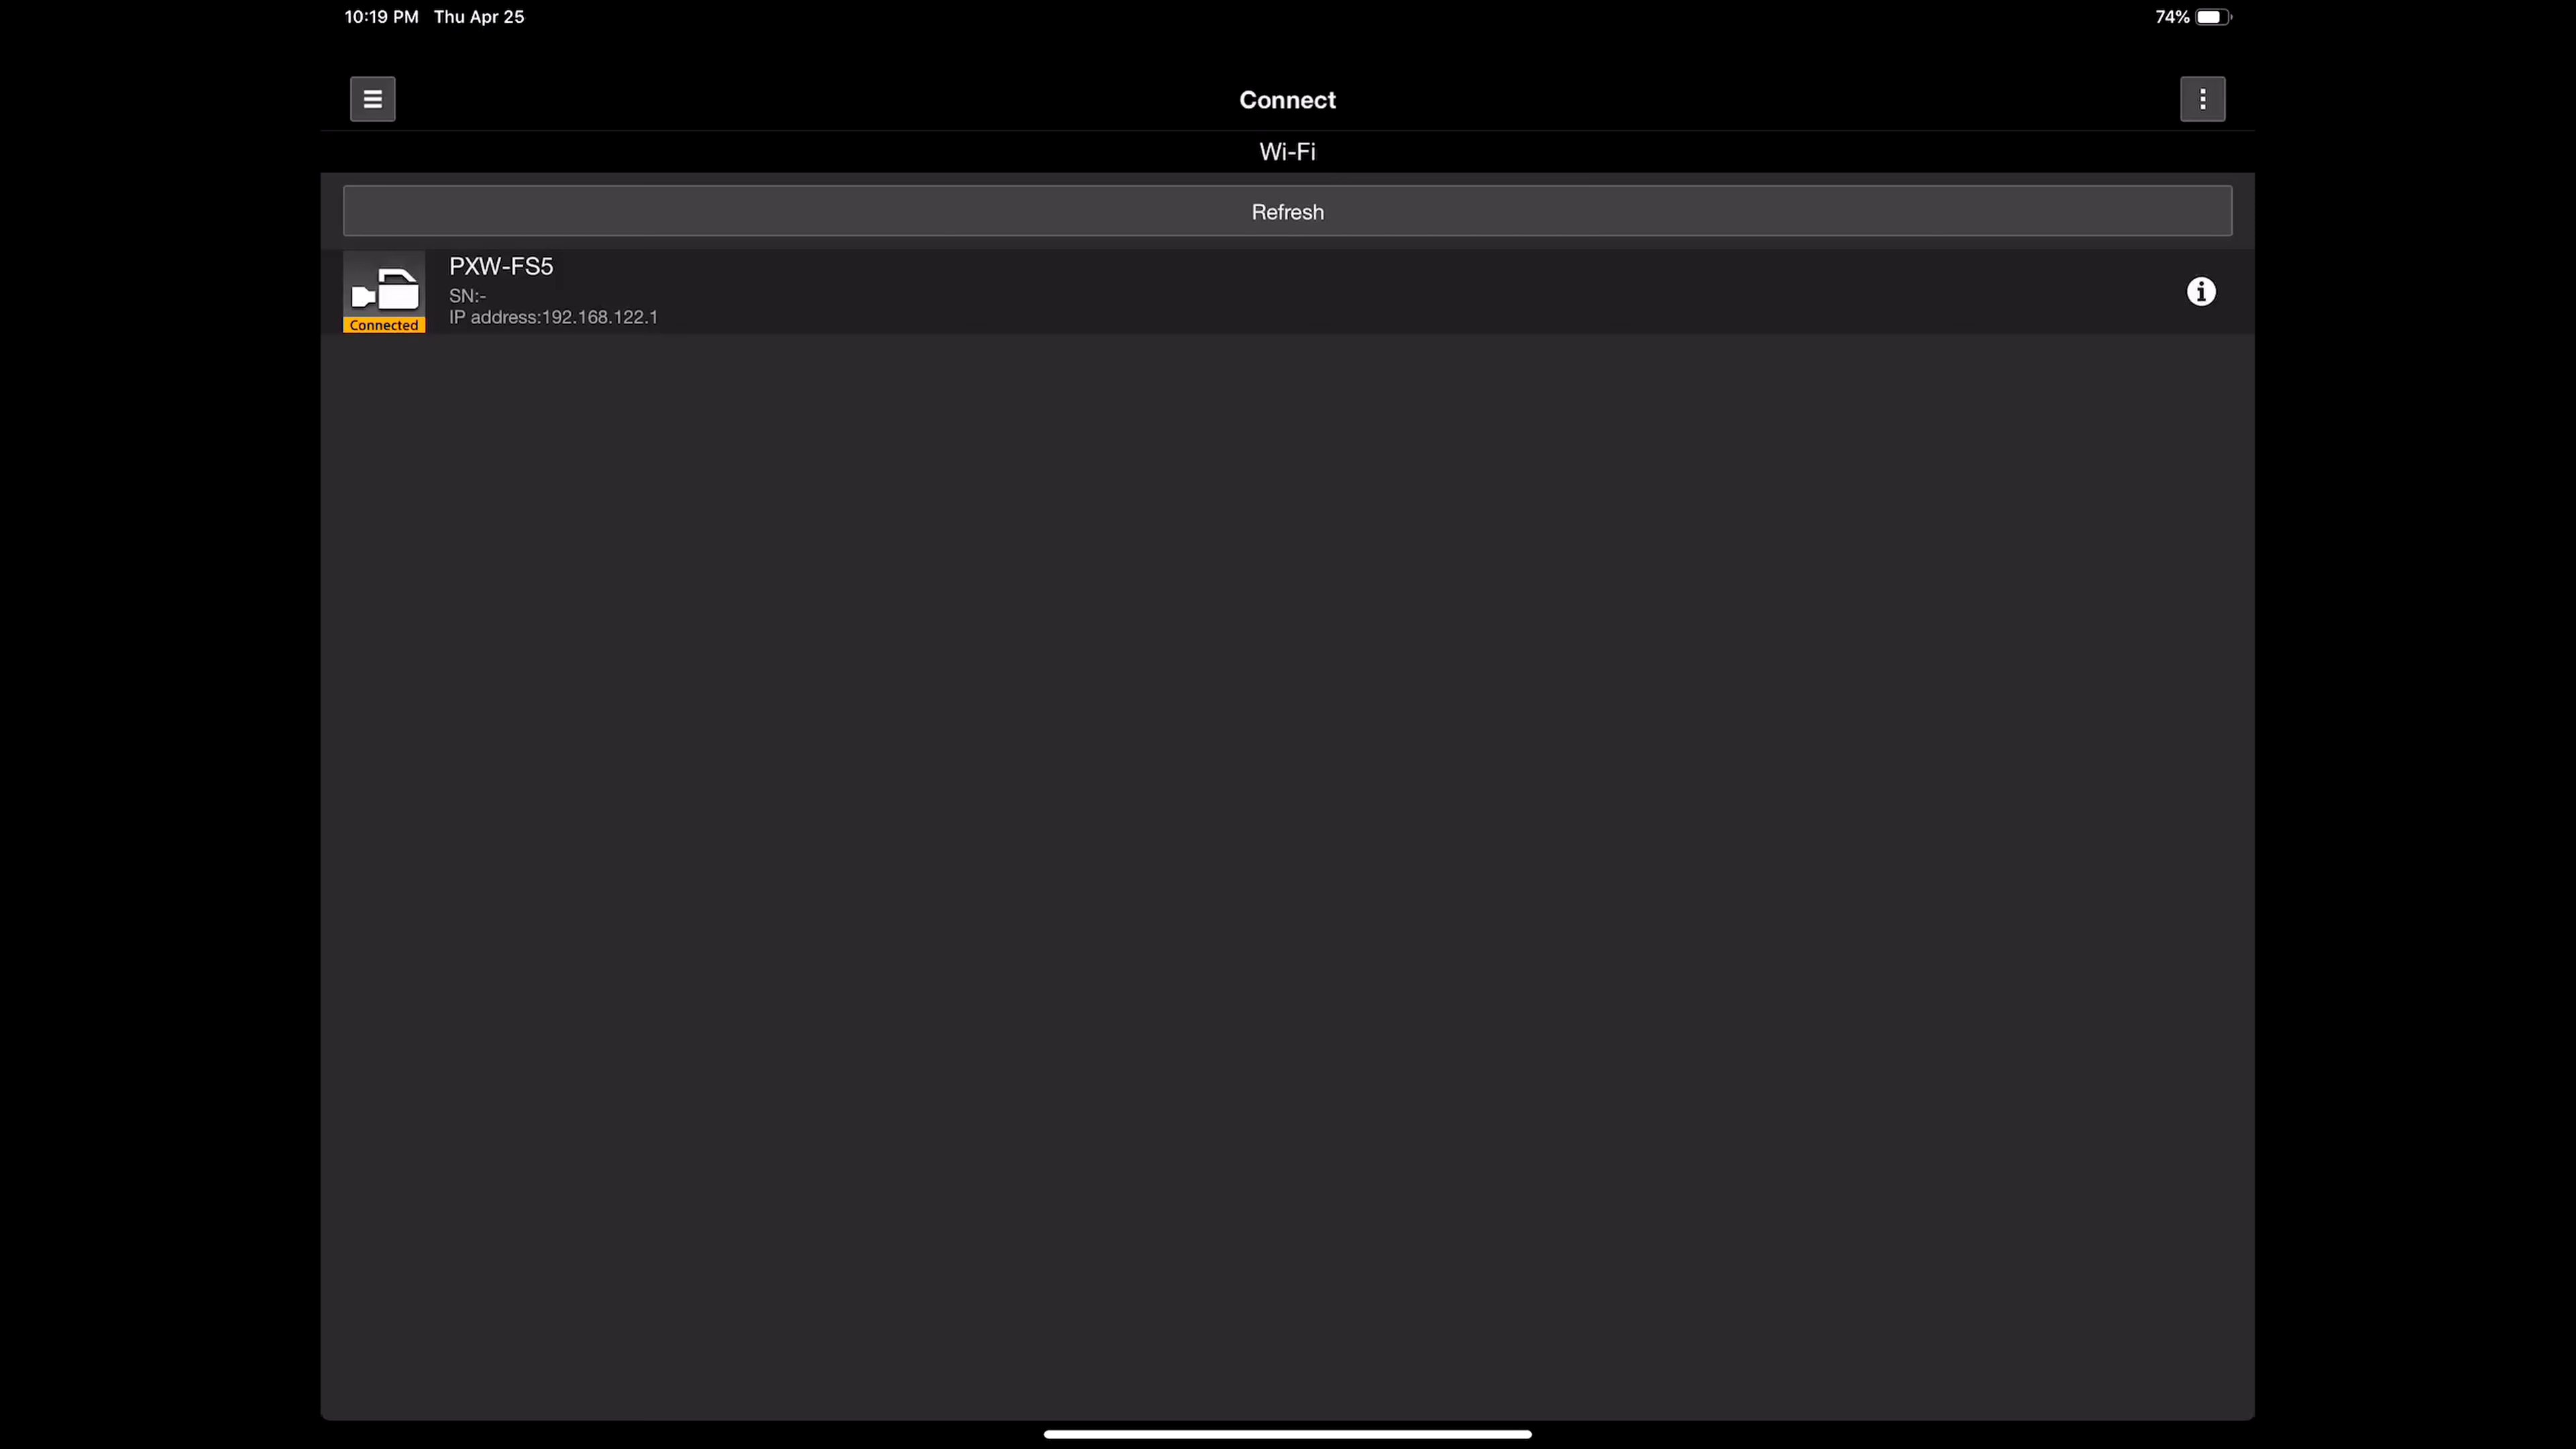 10:19 PM Thu Apr 25
74%
Connect
Wi-Fi
Refresh
PXW-FS5
SN:-
IP address:192.168.122.1
Connected